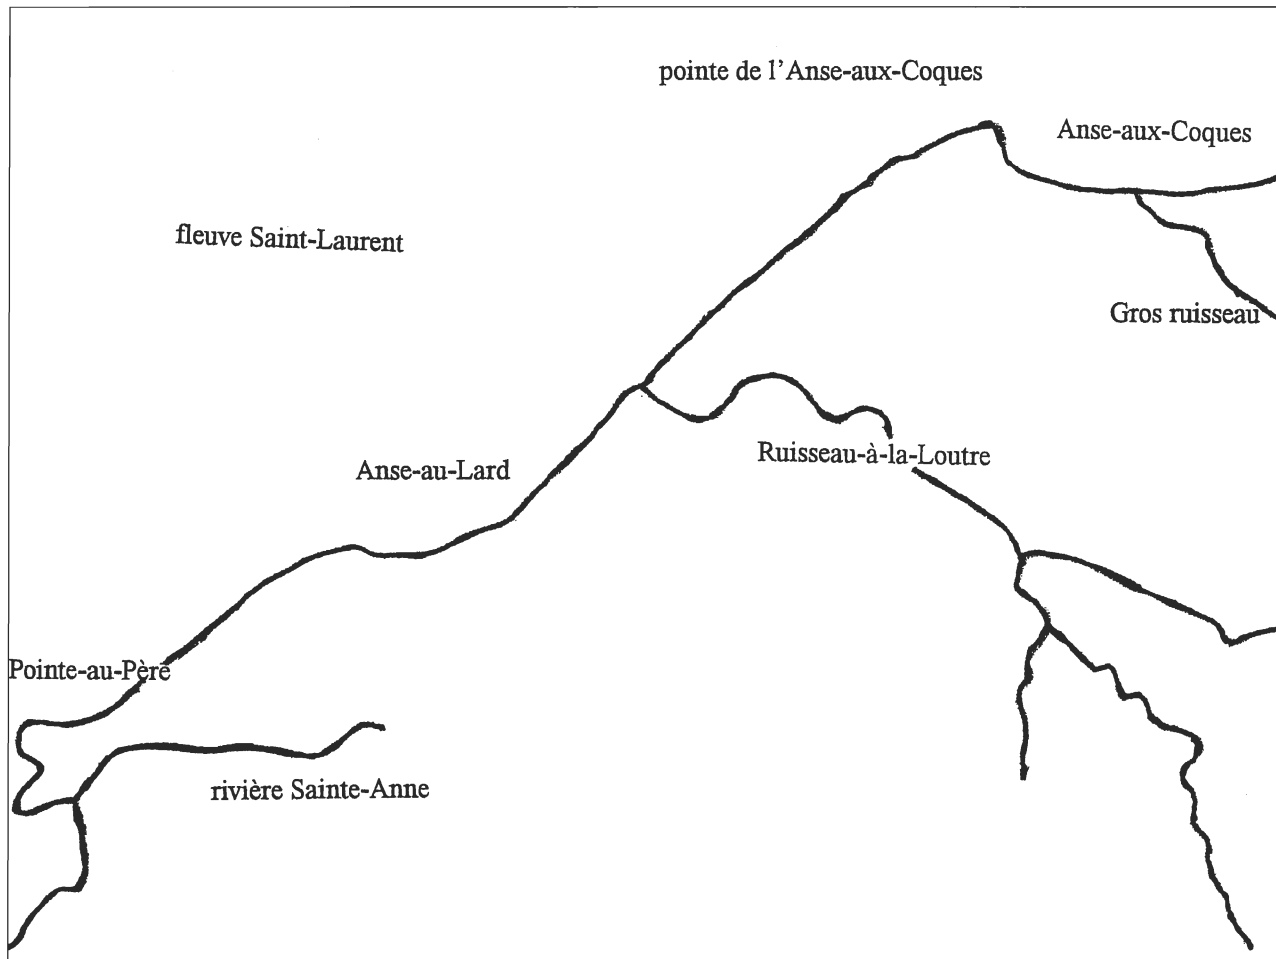 pointe de l'Anse-aux-Coques
Anse-aux-Coques
fleuve Saint-Laurent
Gros ruisseau
Ruisseau-à-la-Loutre
Anse-au-Lard
Pointe-au-Père
rivière Sainte-Anne